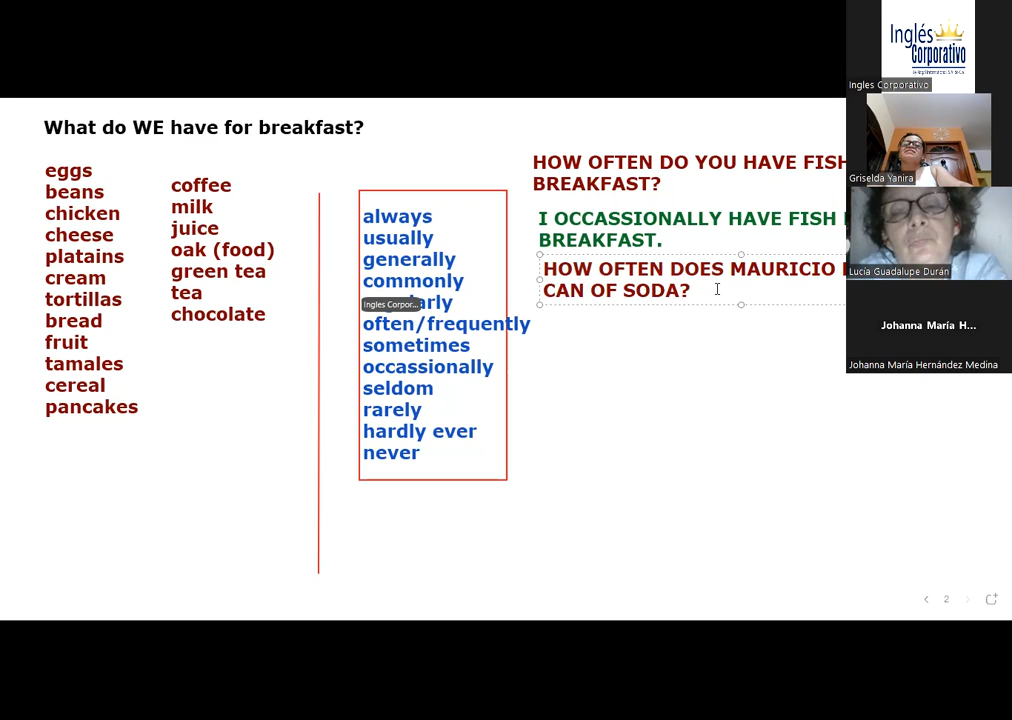 What do WE have for breakfast?
eggs
beans
chicken
cheese
platains
cream
tortillas
bread
fruit
tamales
cereal
pancakes
coffee
milk
juice
oak (food)
green tea
tea
chocolate
always
usually
generally
commonly
Ingles Corpor...
arly
often/frequently
sometimes
occassionally
seldom
rarely
hardly ever
never
HOW OFTEN DO YOU HAVE FISH
BREAKFAST?
I OCCASSIONALLY HAVE FISH
BREAKFAST.
HOW OFTEN DOES MAURICIO
CAN OF SODA?
2
Inglés
Corporativo
Ingles Corporativo
Griselda Yanira
Lucía Guadalupe Durán
Johanna María H...
Johanna María Hernández Medina